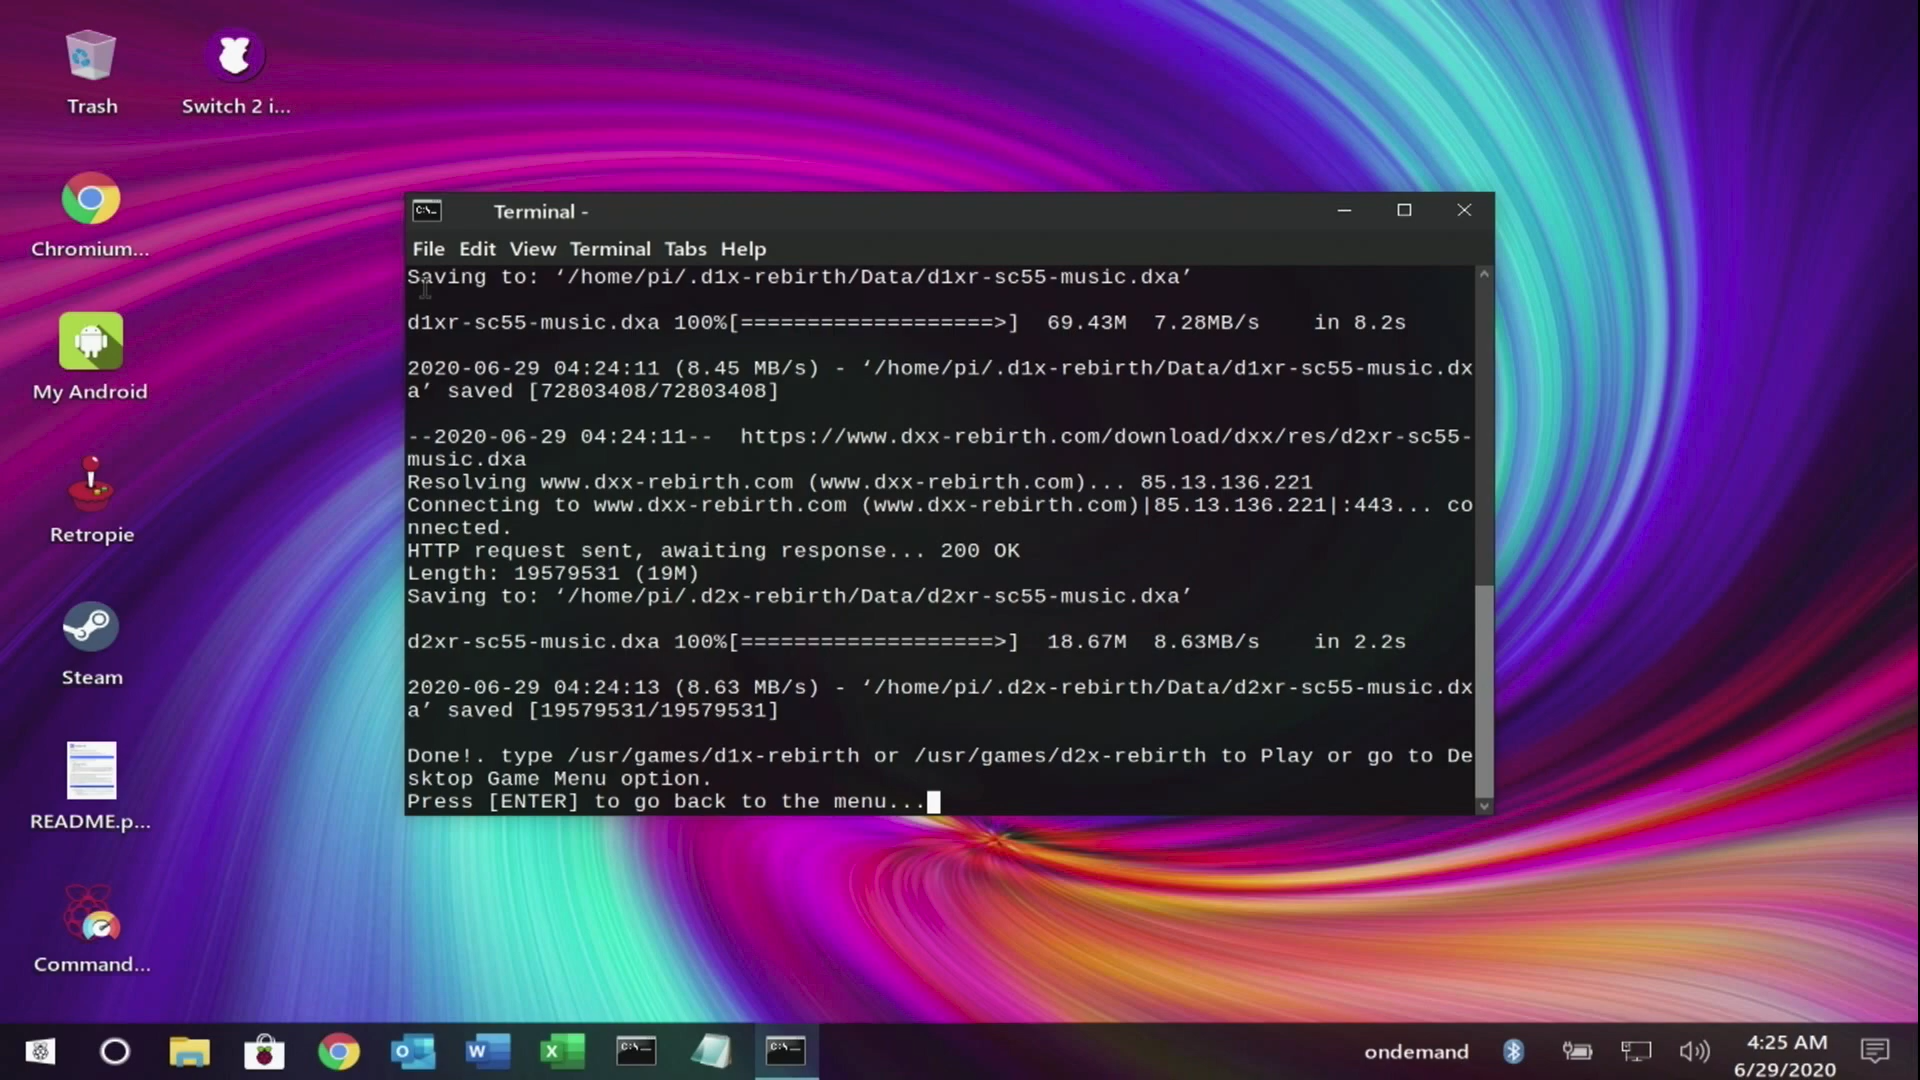 Trash
Switch 2 i...
Chromium...
My Android
Retropie
Steam
README.p...
Command...
Terminal -
File Edit View Terminal Tabs Help
Saving to: ‘/home/pi/.d1x-rebirth/Data/d1xr-sc55-music.dxa’
d1xr-sc55-music.dxa 100%[===================>]  69.43M  7.28MB/s    in 8.2s
2020-06-29 04:24:11 (8.45 MB/s) - ‘/home/pi/.d1x-rebirth/Data/d1xr-sc55-music.dx
a’ saved [72803408/72803408]
--2020-06-29 04:24:11--  https://www.dxx-rebirth.com/download/dxx/res/d2xr-sc55-
music.dxa
Resolving www.dxx-rebirth.com (www.dxx-rebirth.com)... 85.13.136.221
Connecting to www.dxx-rebirth.com (www.dxx-rebirth.com)|85.13.136.221|:443... co
nnected.
HTTP request sent, awaiting response... 200 OK
Length: 19579531 (19M)
Saving to: ‘/home/pi/.d2x-rebirth/Data/d2xr-sc55-music.dxa’
d2xr-sc55-music.dxa 100%[===================>]  18.67M  8.63MB/s    in 2.2s
2020-06-29 04:24:13 (8.63 MB/s) - ‘/home/pi/.d2x-rebirth/Data/d2xr-sc55-music.dx
a’ saved [19579531/19579531]
Done!. type /usr/games/d1x-rebirth or /usr/games/d2x-rebirth to Play or go to De
sktop Game Menu option.
Press [ENTER] to go back to the menu...
ondemand
4:25 AM
6/29/2020